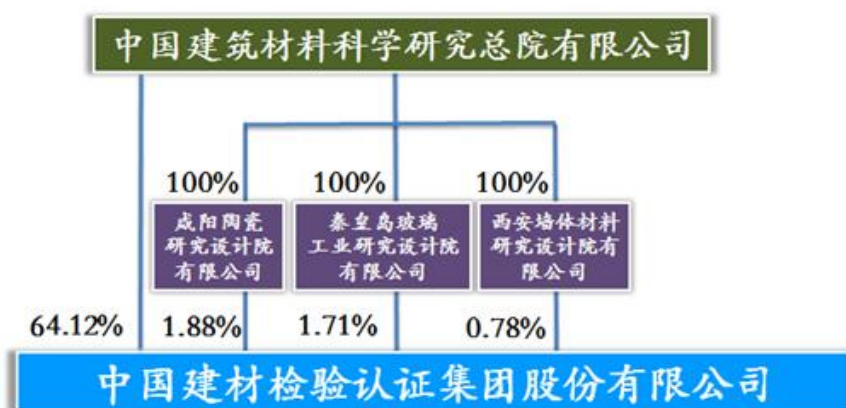 中国建筑材料科学研究总院有限公司
100%
100%
100%
咸阳陶瓷
研究设计院
有限公司
秦皇岛玻璃
工业研究设计院
有限公司
西安墙体材料
研究设计院有
限公司
64.12%
1.88%
1.71%
0.78%
中国建材检验认证集团股份有限公司